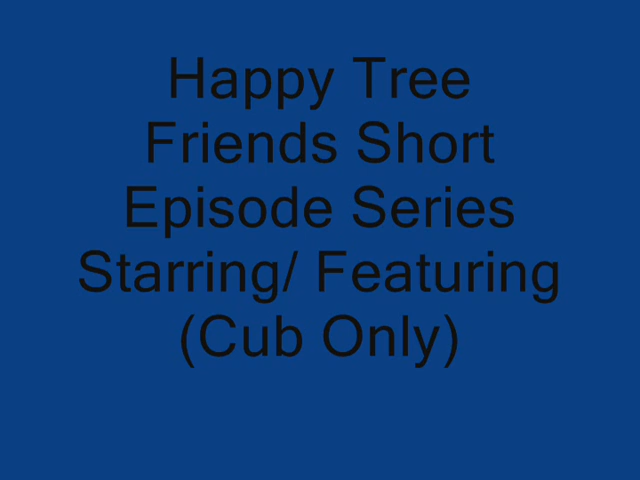 Happy Tree
Friends Short
Episode Series
Starring/ Featuring
(Cub Only)